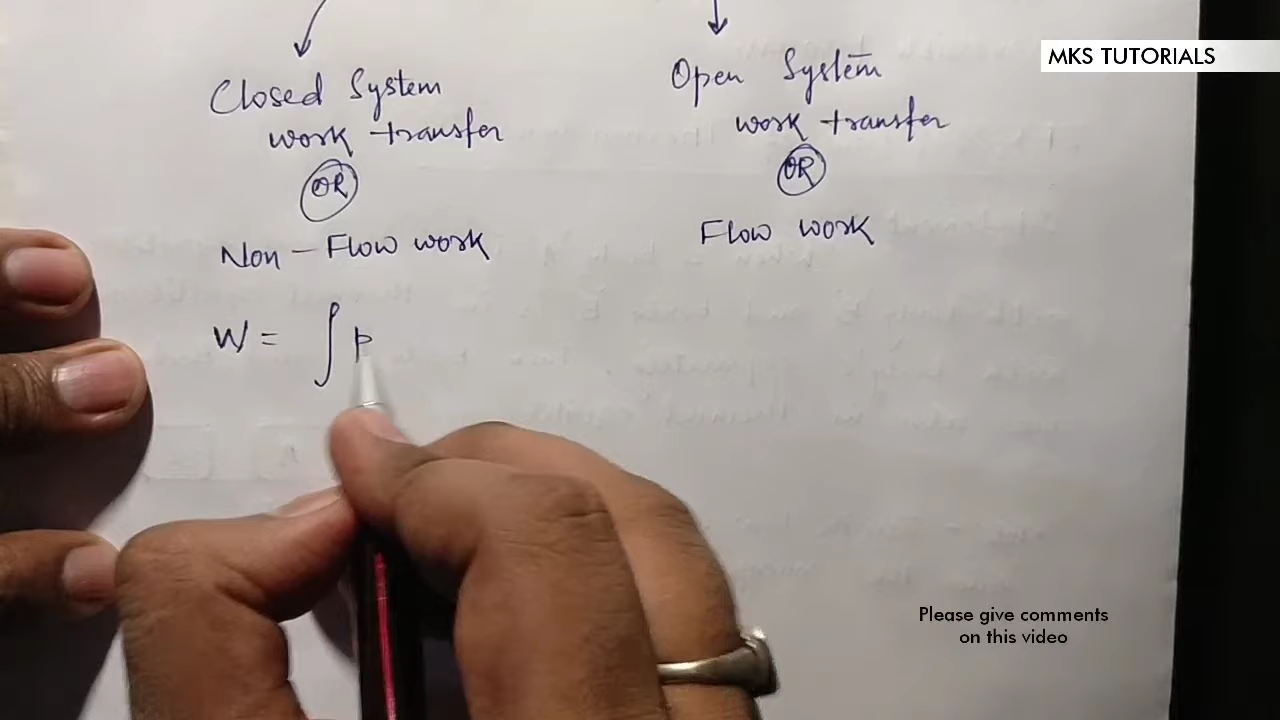 MKS TUTORIALS
Closed System
work transfer
OR
Non - Flow work
W = ∫ p
Open System
work transfer
OR
Flow work
Please give comments
on this video